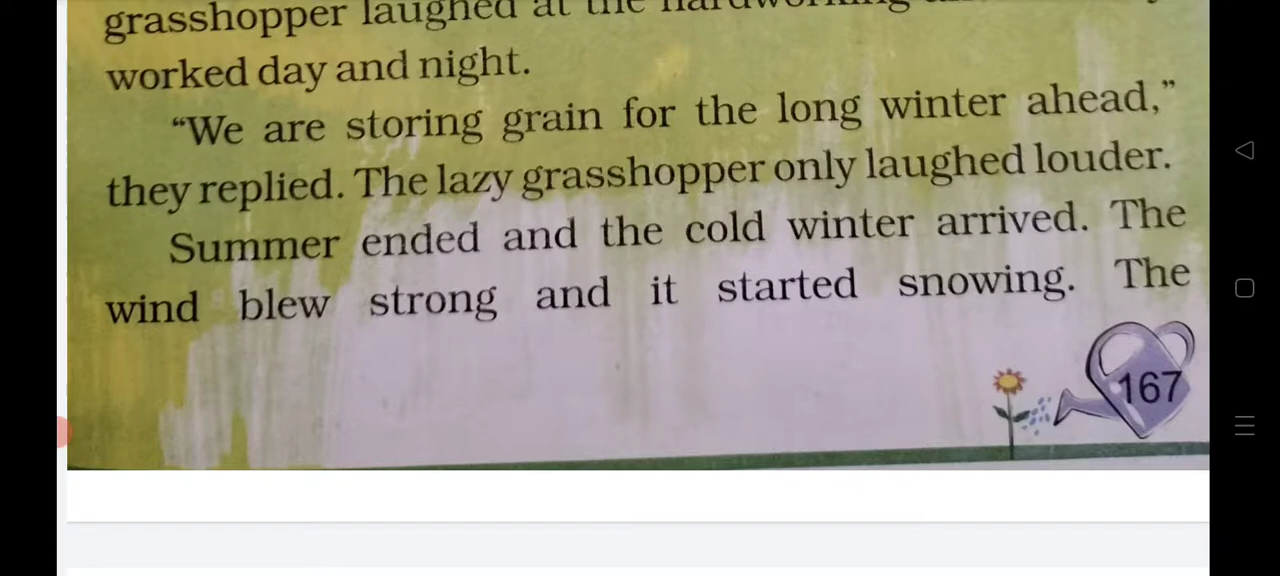 grasshopper laughed at the
worked day and night.
“We are storing grain for the long winter ahead,”
they replied. The lazy grasshopper only laughed louder.
Summer ended and the cold winter arrived. The
wind blew strong and it started snowing. The
167